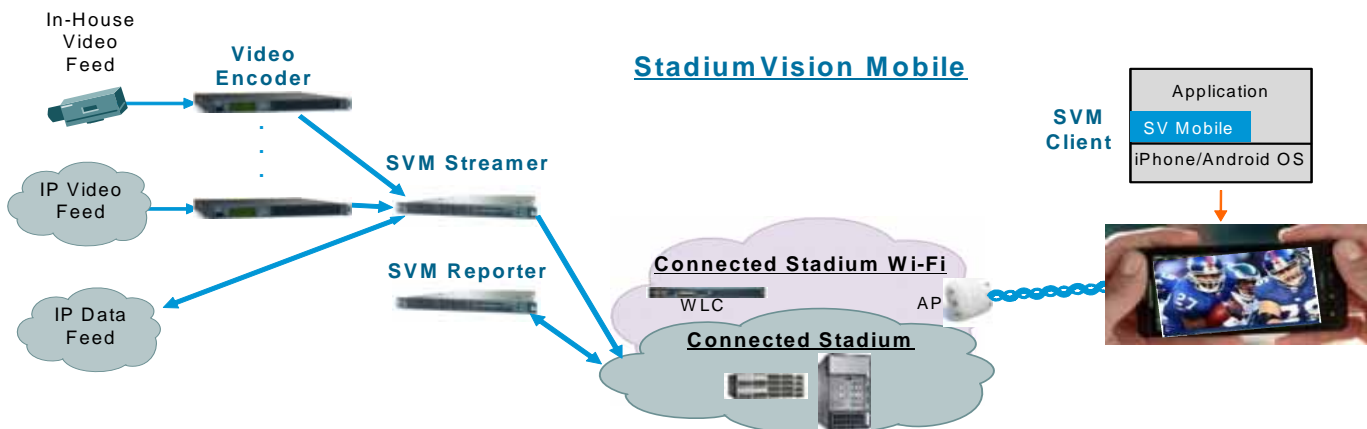 In-House
Video
Feed
Video
Encoder
StadiumVision Mobile
Application
SV Mobile
iPhone/Android OS
SVM
Client
SVM Streamer
IP Video
Feed
SVM Reporter
IP Data
Feed
Connected Stadium Wi-Fi
WLC
AP
Connected Stadium
27